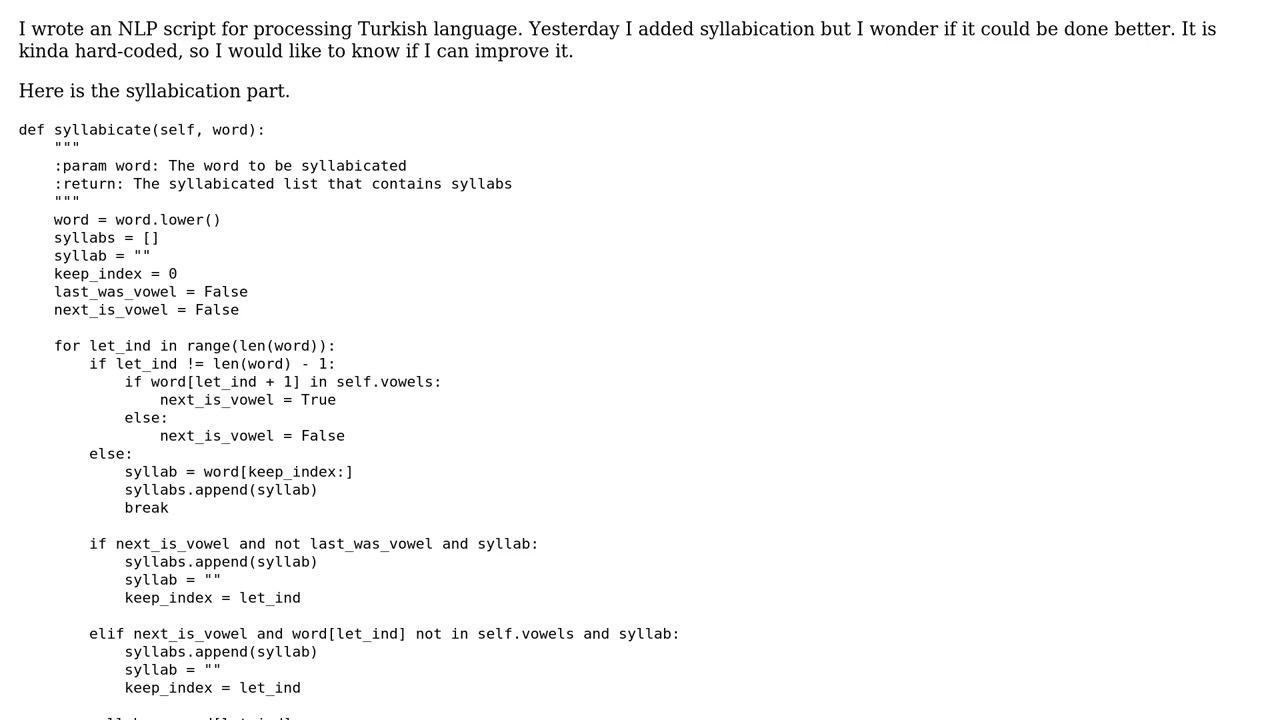 I wrote an NLP script for processing Turkish language. Yesterday I added syllabication but I wonder if it could be done better. It is
kinda hard-coded, so I would like to know if I can improve it.
Here is the syllabication part.
def syllabicate(self, word):
    """
    :param word: The word to be syllabicated
    :return: The syllabicated list that contains syllabs
    """
    word = word.lower()
    syllabs = []
    syllab = ""
    keep_index = 0
    last_was_vowel = False
    next_is_vowel = False
    for let_ind in range(len(word)):
        if let_ind != len(word) - 1:
            if word[let_ind + 1] in self.vowels:
                next_is_vowel = True
            else:
                next_is_vowel = False
        else:
            syllab = word[keep_index:]
            syllabs.append(syllab)
            break
        if next_is_vowel and not last_was_vowel and syllab:
            syllabs.append(syllab)
            syllab = ""
            keep_index = let_ind
        elif next_is_vowel and word[let_ind] not in self.vowels and syllab:
            syllabs.append(syllab)
            syllab = ""
            keep_index = let_ind